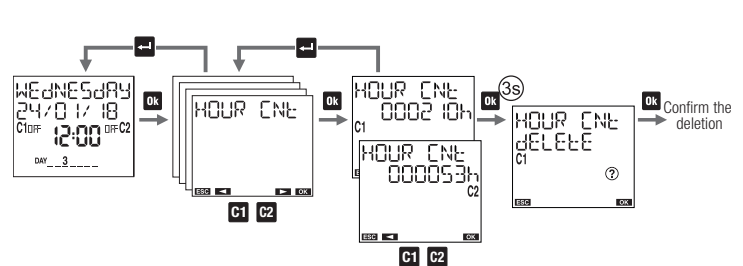 WEdNESdAY
24/01/18
C1OFF 12:00 OFFC2
DAY _ _ 3 _ _ _ _
Ok
HOUR CNt
ESC OK
C1 C2
Ok
HOUR CNt
000210h
C1
HOUR CNt
000053h
C2
ESC OK
C1 C2
Ok 3s
HOUR CNt
dELEtE
C1
?
ESC OK
Ok
Confirm the
deletion